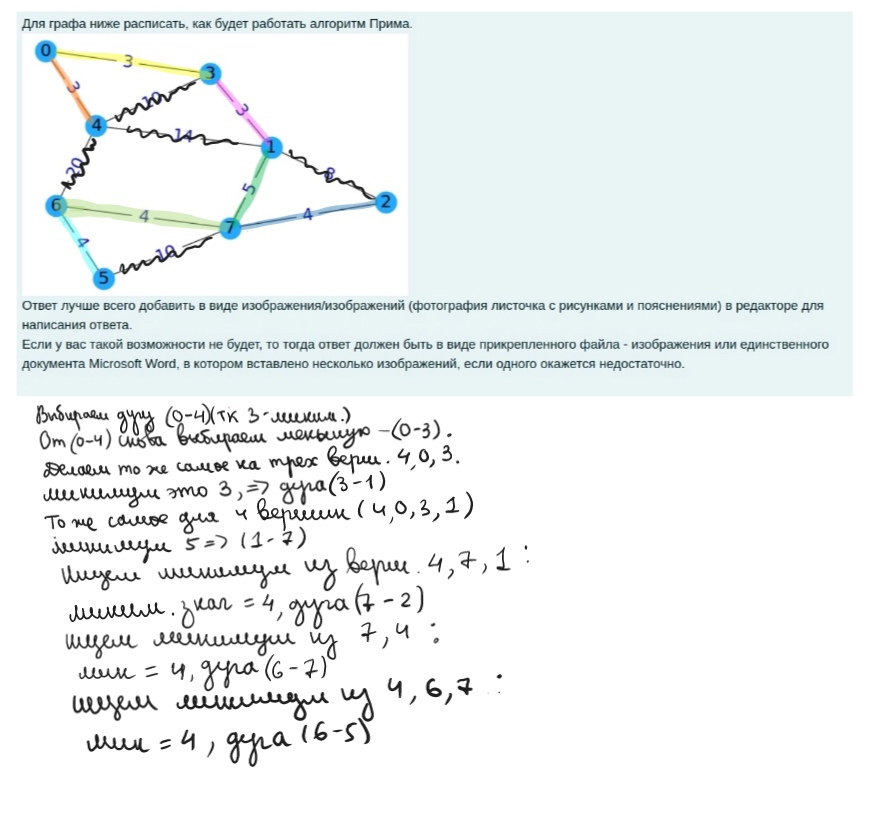 Для графа ниже расписать, как будет работать алгоритм Прима.
0
3
3
3
10
3
4
14
1
8
20
5
2
6
4
4
7
4
10
5
Ответ лучше всего добавить в виде изображения/изображений (фотография листочка с рисунками и пояснениями) в редакторе для
написания ответа.
Если у вас такой возможности не будет, то тогда ответ должен быть в виде прикрепленного файла - изображения или единственного
документа Microsoft Word, в котором вставлено несколько изображений, если одного окажется недостаточно.
Выбираем дугу (0-4)(тк 3-миним.)
От (0-4) снова выбираем меньшую -(0-3).
Делаем то же самое на трех верш. 4,0,3.
минимум это 3, => дуга(3-1)
То же самое для 4 вершин (4,0,3,1)
минимум 5 => (1-7)
Ищем минимум из верш. 4,7,1:
миним. знач = 4, дуга(7-2)
ищем минимум из 7,4:
мин = 4, дуга(6-7)
ищем минимум из 4,6,7:
мин = 4, дуга (6-5)